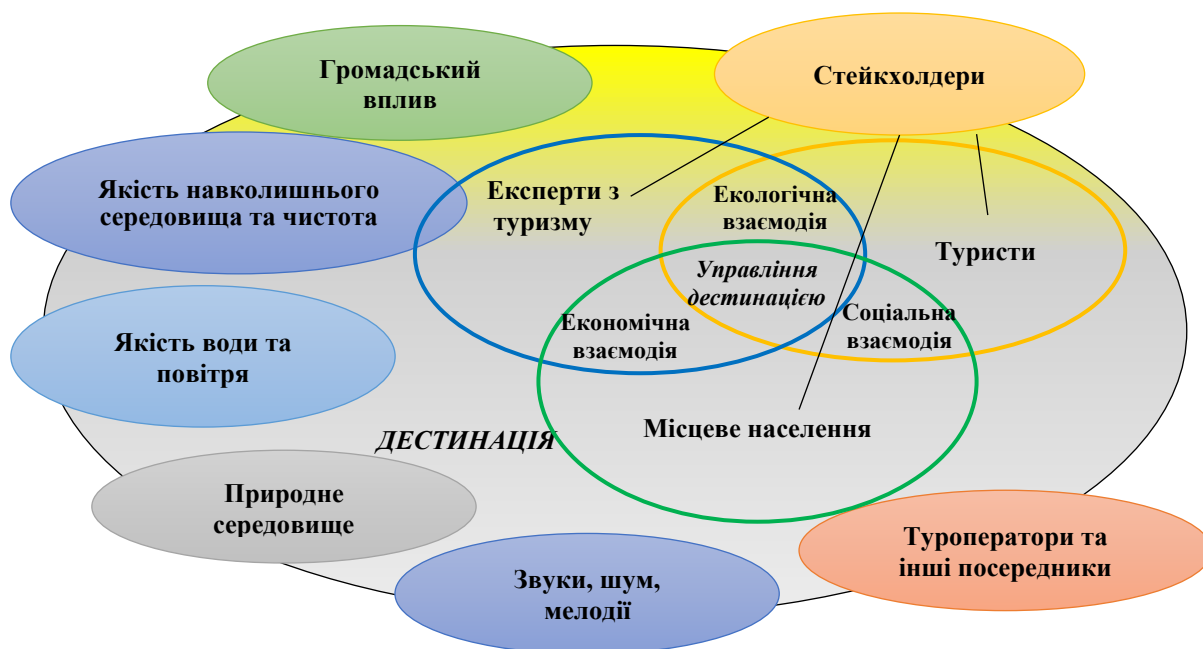 Громадський
вплив
Стейкхолдери
Якість навколишнього
середовища та чистота
Експерти з
туризму
Екологічна
взаємодія
Туристи
Управління
дестинацією
Економічна
взаємодія
Соціальна
взаємодія
Якість води та
повітря
ДЕСТИНАЦІЯ
Місцеве населення
Природне
середовище
Звуки, шум,
мелодії
Туроператори та
інші посередники